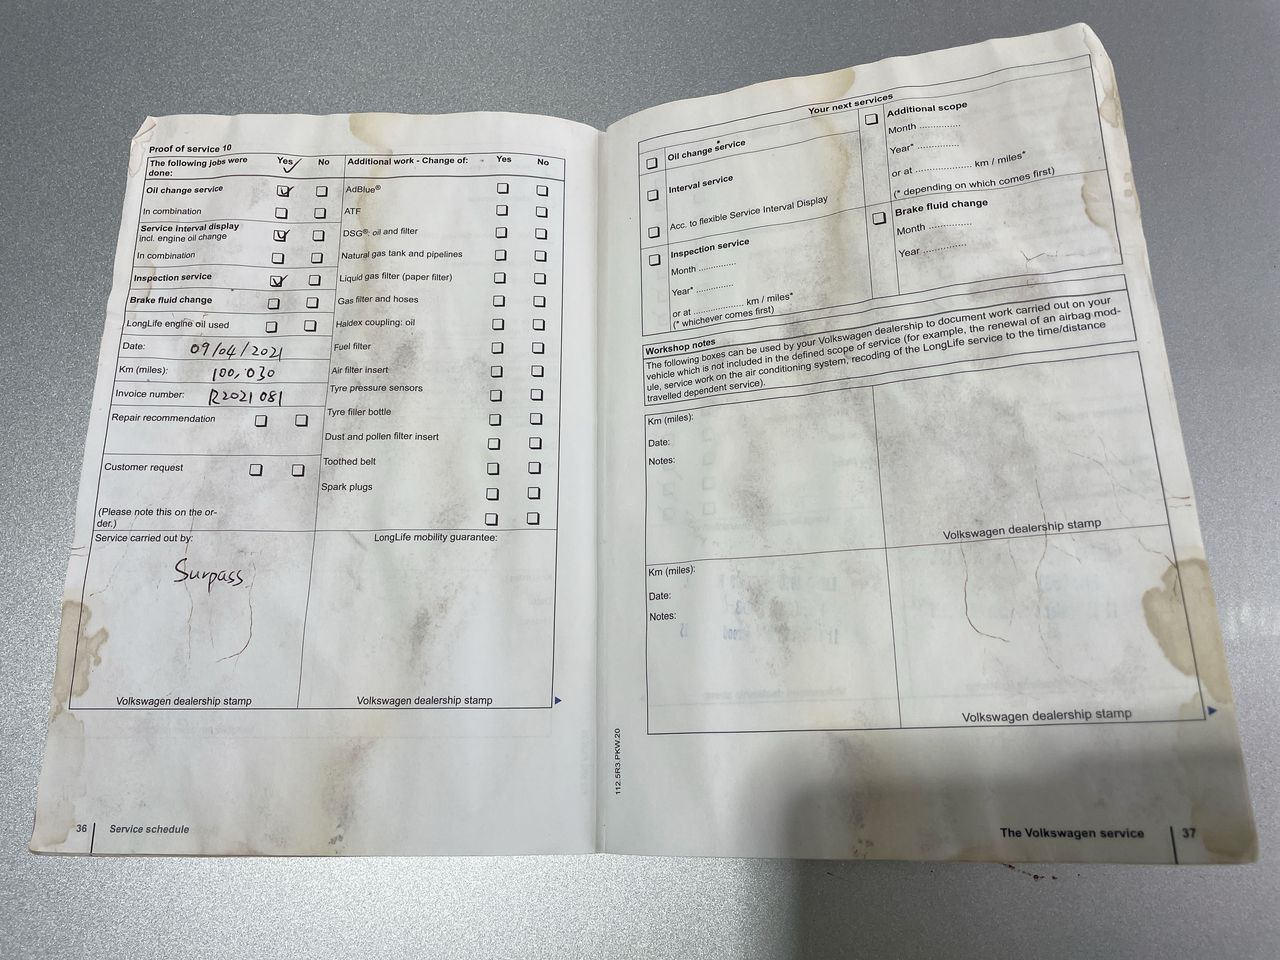 Proof of service 10
The following jobs were done: Yes No Additional work - Change of: Yes No
Oil change service AdBlue®
In combination ATF
Service interval display incl. engine oil change DSG®: oil and filter
In combination Natural gas tank and pipelines
Inspection service Liquid gas filter (paper filter)
Brake fluid change Gas filter and hoses
LongLife engine oil used Haldex coupling: oil
Date: 09/04/2021 Fuel filter
Km (miles): 100,030 Air filter insert
Invoice number: R2021081 Tyre pressure sensors
Repair recommendation Tyre filler bottle
Dust and pollen filter insert
Customer request Toothed belt
Spark plugs
(Please note this on the or-
der.)
Service carried out by: LongLife mobility guarantee:
Surpass
Volkswagen dealership stamp Volkswagen dealership stamp
36 Service schedule
Your next services
Oil change service
Interval service
Acc. to flexible Service Interval Display
Inspection service
Month .............
Year* .............
or at .................... km / miles*
(* whichever comes first)
Additional scope
Month .............
Year* .............
or at .................... km / miles*
(* depending on which comes first)
Brake fluid change
Month .............
Year .............
Workshop notes
The following boxes can be used by your Volkswagen dealership to document work carried out on your
vehicle which is not included in the defined scope of service (for example, the renewal of an airbag mod-
ule, service work on the air conditioning system, recoding of the LongLife service to the time/distance
travelled dependent service).
Km (miles):
Date:
Notes:
Volkswagen dealership stamp
Km (miles):
Date:
Notes:
Volkswagen dealership stamp
112.5R3.PKW.20
The Volkswagen service 37